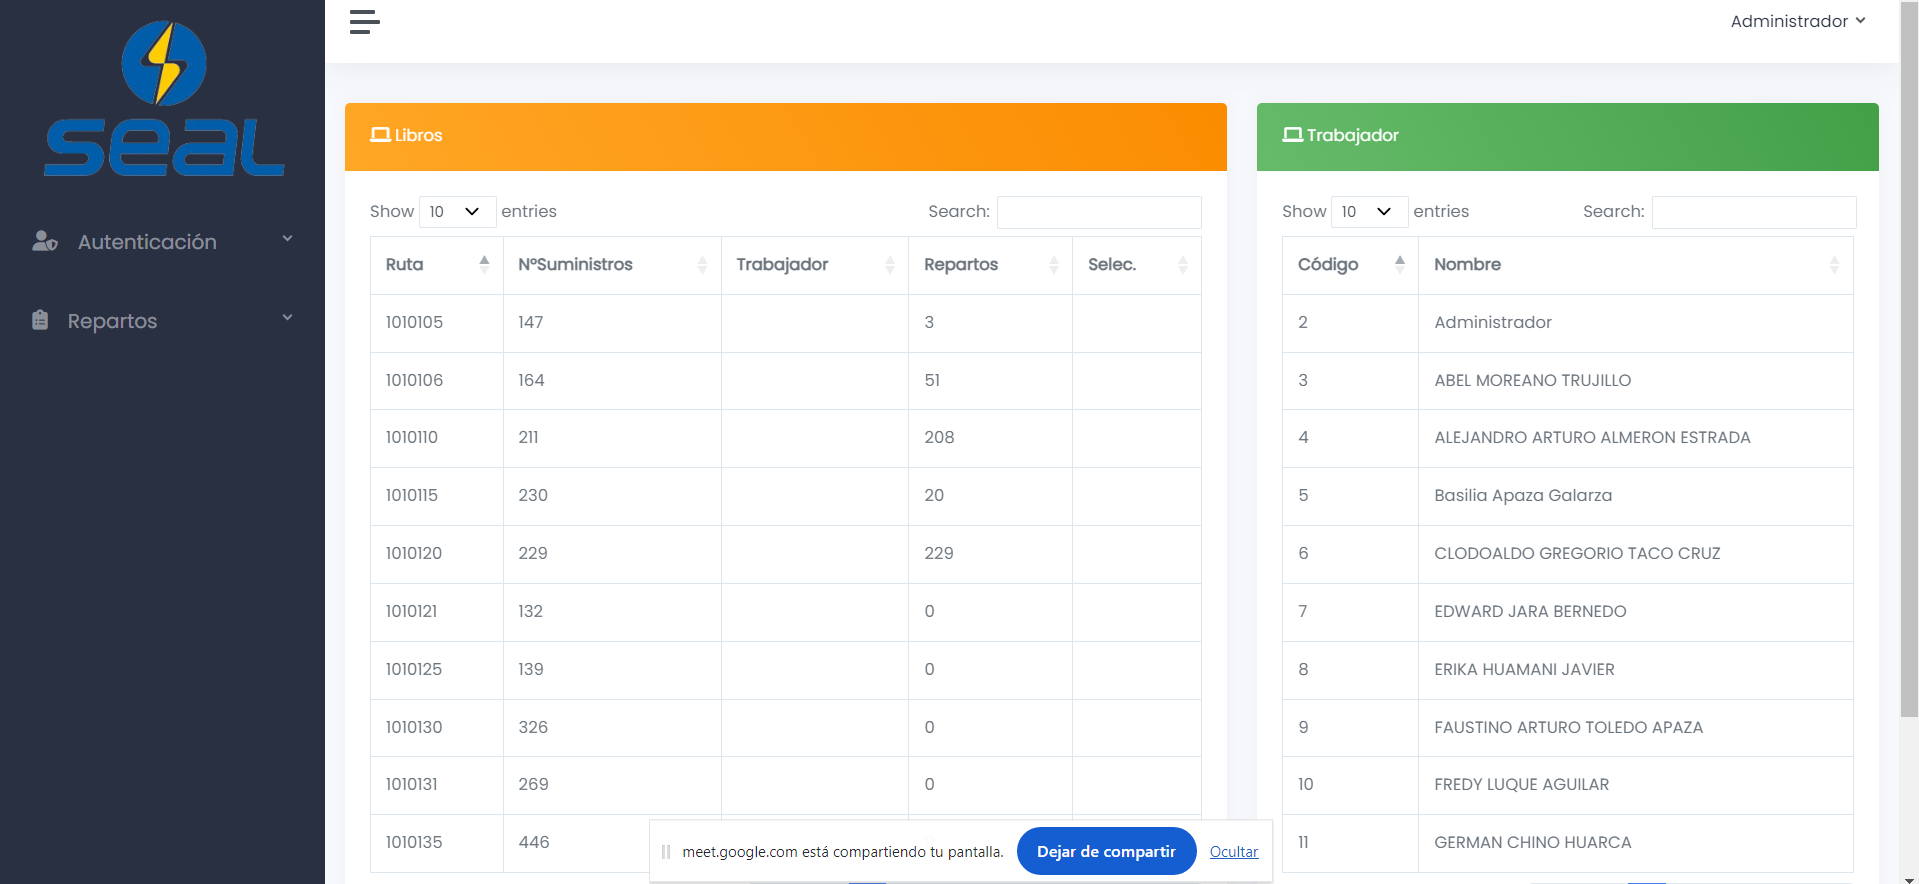 seal
Autenticación
Repartos
Administrador
Libros
Show 10 entries
Search:
Ruta NºSuministros Trabajador Repartos Selec.
1010105 147 3
1010106 164 51
1010110 211 208
1010115 230 20
1010120 229 229
1010121 132 0
1010125 139 0
1010130 326 0
1010131 269 0
1010135 446
Trabajador
Show 10 entries
Search:
Código Nombre
2 Administrador
3 ABEL MOREANO TRUJILLO
4 ALEJANDRO ARTURO ALMERON ESTRADA
5 Basilia Apaza Galarza
6 CLODOALDO GREGORIO TACO CRUZ
7 EDWARD JARA BERNEDO
8 ERIKA HUAMANI JAVIER
9 FAUSTINO ARTURO TOLEDO APAZA
10 FREDY LUQUE AGUILAR
11 GERMAN CHINO HUARCA
meet.google.com está compartiendo tu pantalla. Dejar de compartir Ocultar